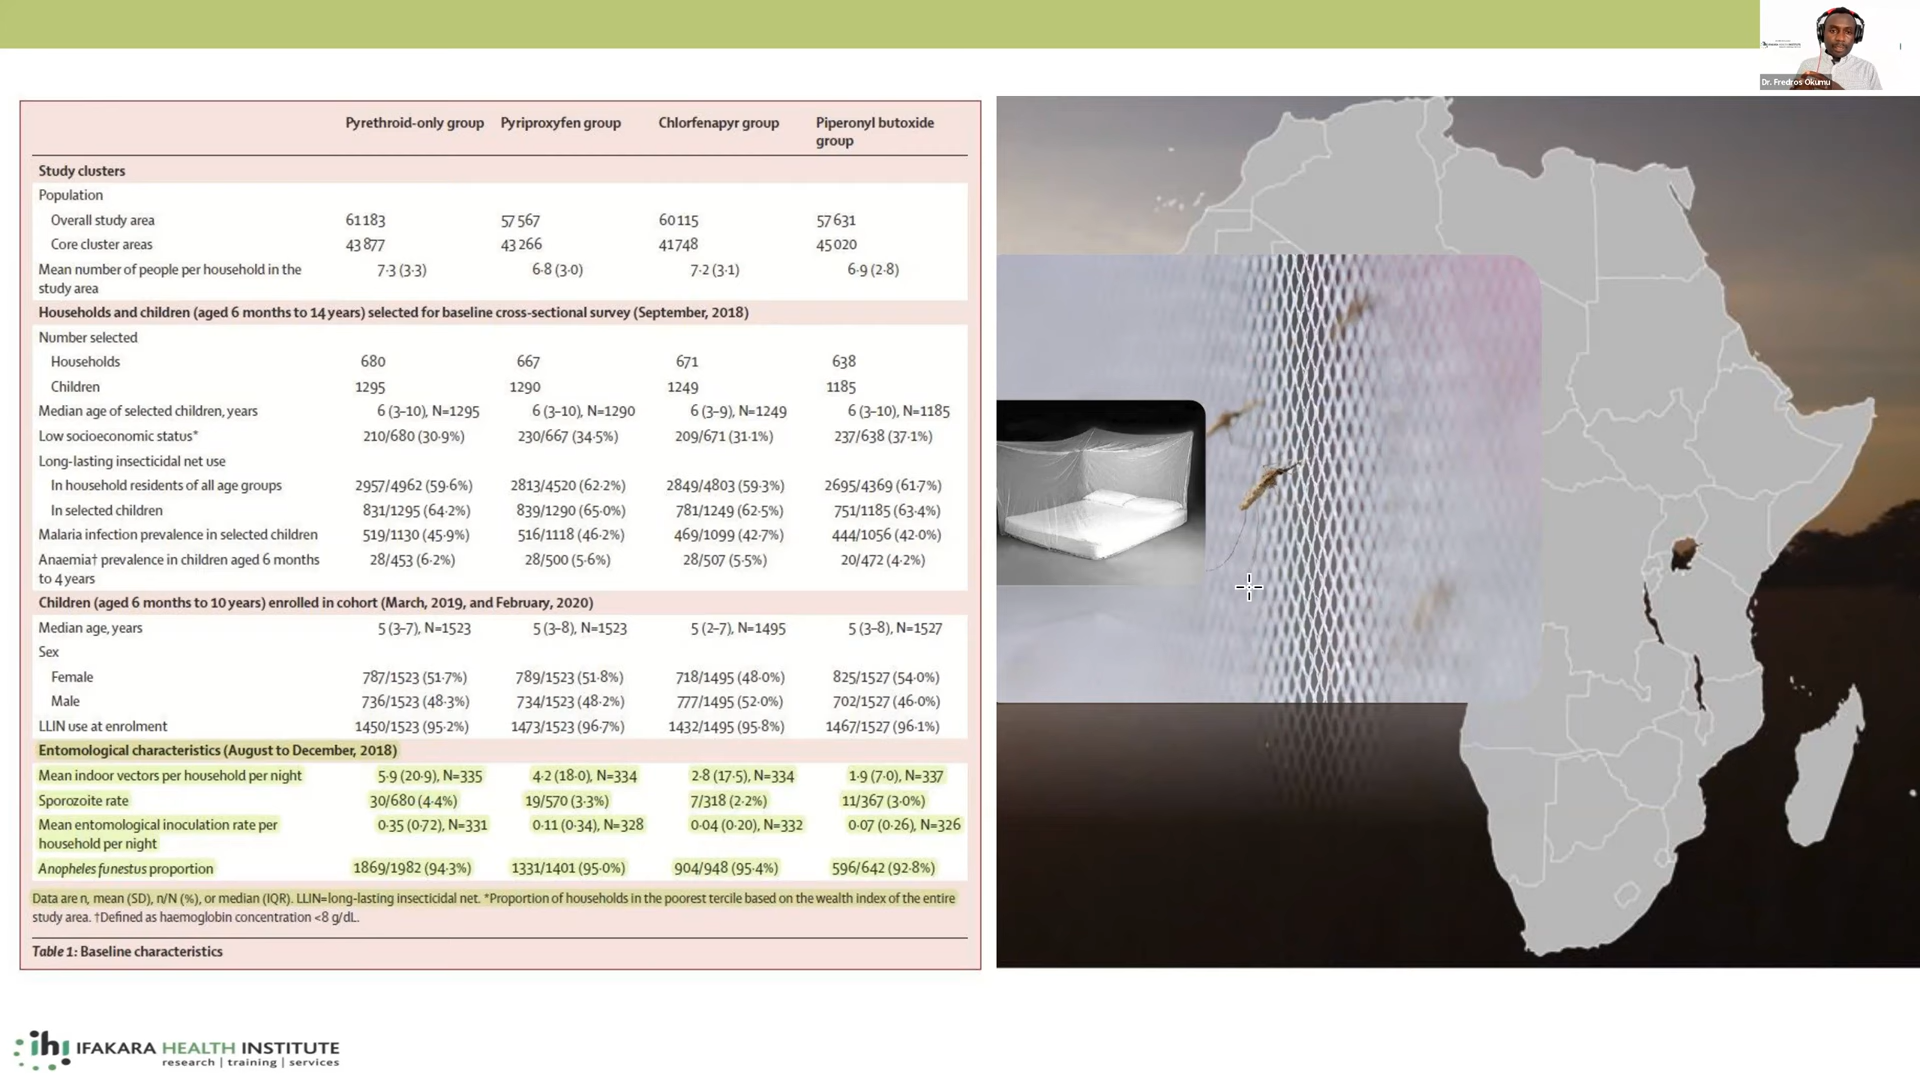 Dr. Fredros Okumu
Pyrethroid-only group Pyriproxyfen group Chlorfenapyr group Piperonyl butoxide
group
Study clusters
Population
Overall study area 61 183 57 567 60 115 57 631
Core cluster areas 43 877 43 266 41 748 45 020
Mean number of people per household in the 7·3 (3·3) 6·8 (3·0) 7·2 (3·1) 6·9 (2·8)
study area
Households and children (aged 6 months to 14 years) selected for baseline cross-sectional survey (September, 2018)
Number selected
Households 680 667 671 638
Children 1295 1290 1249 1185
Median age of selected children, years 6 (3–10), N=1295 6 (3–10), N=1290 6 (3–9), N=1249 6 (3–10), N=1185
Low socioeconomic status* 210/680 (30·9%) 230/667 (34·5%) 209/671 (31·1%) 237/638 (37·1%)
Long-lasting insecticidal net use
In household residents of all age groups 2957/4962 (59·6%) 2813/4520 (62·2%) 2849/4803 (59·3%) 2695/4369 (61·7%)
In selected children 831/1295 (64·2%) 839/1290 (65·0%) 781/1249 (62·5%) 751/1185 (63·4%)
Malaria infection prevalence in selected children 519/1130 (45·9%) 516/1118 (46·2%) 469/1099 (42·7%) 444/1056 (42·0%)
Anaemia† prevalence in children aged 6 months 28/453 (6·2%) 28/500 (5·6%) 28/507 (5·5%) 20/472 (4·2%)
to 4 years
Children (aged 6 months to 10 years) enrolled in cohort (March, 2019, and February, 2020)
Median age, years 5 (3–7), N=1523 5 (3–8), N=1523 5 (2–7), N=1495 5 (3–8), N=1527
Sex
Female 787/1523 (51·7%) 789/1523 (51·8%) 718/1495 (48·0%) 825/1527 (54·0%)
Male 736/1523 (48·3%) 734/1523 (48·2%) 777/1495 (52·0%) 702/1527 (46·0%)
LLIN use at enrolment 1450/1523 (95·2%) 1473/1523 (96·7%) 1432/1495 (95·8%) 1467/1527 (96·1%)
Entomological characteristics (August to December, 2018)
Mean indoor vectors per household per night 5·9 (20·9), N=335 4·2 (18·0), N=334 2·8 (17·5), N=334 1·9 (7·0), N=337
Sporozoite rate 30/680 (4·4%) 19/570 (3·3%) 7/318 (2·2%) 11/367 (3·0%)
Mean entomological inoculation rate per 0·35 (0·72), N=331 0·11 (0·34), N=328 0·04 (0·20), N=332 0·07 (0·26), N=326
household per night
Anopheles funestus proportion 1869/1982 (94·3%) 1331/1401 (95·0%) 904/948 (95·4%) 596/642 (92·8%)
Data are n, mean (SD), n/N (%), or median (IQR). LLIN=long-lasting insecticidal net. *Proportion of households in the poorest tercile based on the wealth index of the entire
study area. †Defined as haemoglobin concentration <8 g/dL.
Table 1: Baseline characteristics
ihi IFAKARA HEALTH INSTITUTE
research | training | services